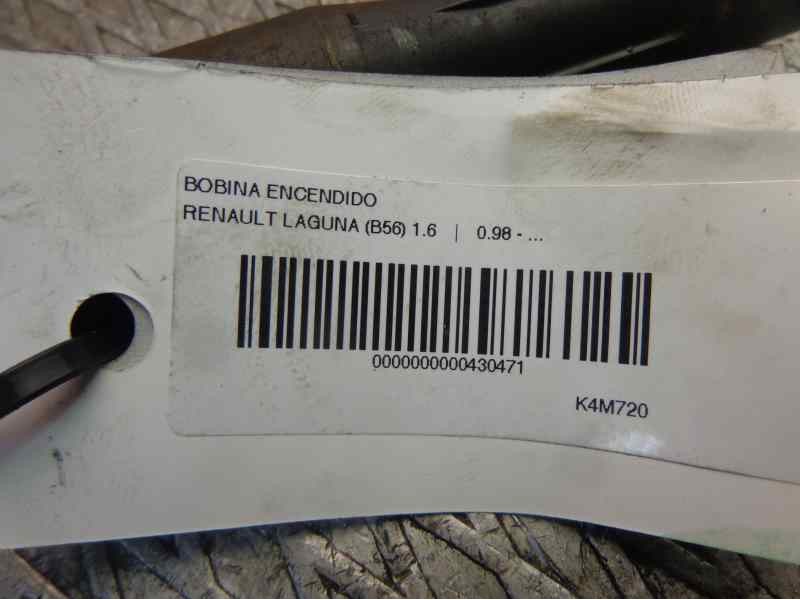 BOBINA ENCENDIDO
RENAULT LAGUNA (B56) 1.6 | 0.98 - ...
0000000000430471
K4M720